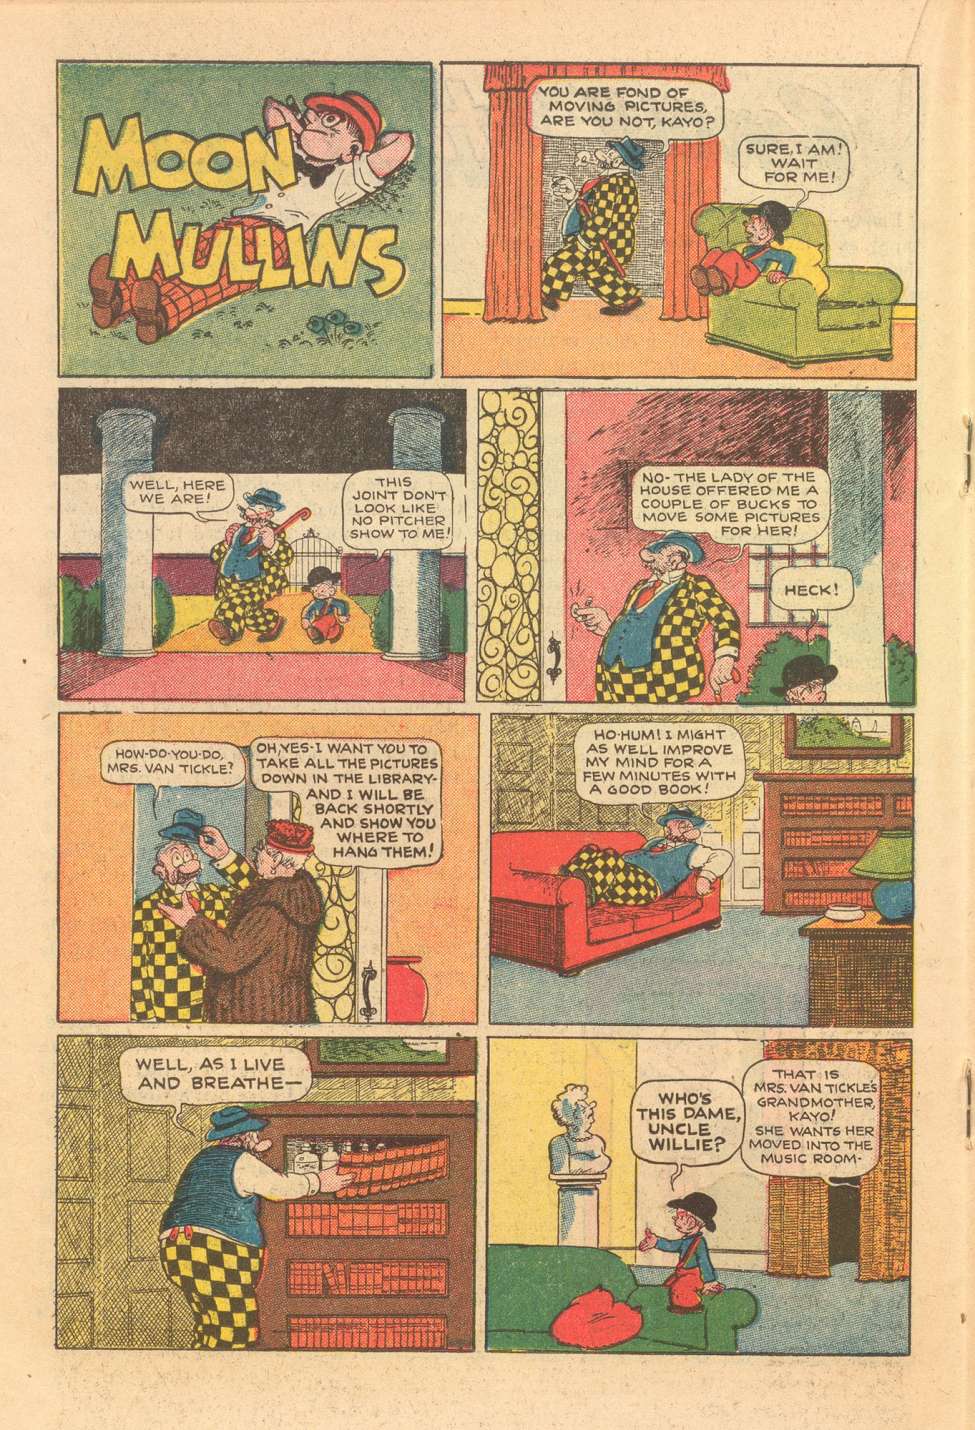 MOON
MULLINS
YOU ARE FOND OF
MOVING PICTURES,
ARE YOU NOT, KAYO?
SURE, I AM!
WAIT
FOR ME!
WELL, HERE
WE ARE!
THIS
JOINT DON'T
LOOK LIKE
NO PITCHER
SHOW TO ME!
NO- THE LADY OF THE
HOUSE OFFERED ME A
COUPLE OF BUCKS TO
MOVE SOME PICTURES
FOR HER!
HECK!
HOW-DO-YOU-DO,
MRS. VAN TICKLE?
OH, YES- I WANT YOU TO
TAKE ALL THE PICTURES
DOWN IN THE LIBRARY-
AND I WILL BE
BACK SHORTLY
AND SHOW YOU
WHERE TO
HANG THEM!
HO-HUM! I MIGHT
AS WELL IMPROVE
MY MIND FOR A
FEW MINUTES WITH
A GOOD BOOK!
WELL, AS I LIVE
AND BREATHE—
WHO'S
THIS DAME,
UNCLE
WILLIE?
THAT IS
MRS. VAN TICKLE'S
GRANDMOTHER,
KAYO!
SHE WANTS HER
MOVED INTO THE
MUSIC ROOM-